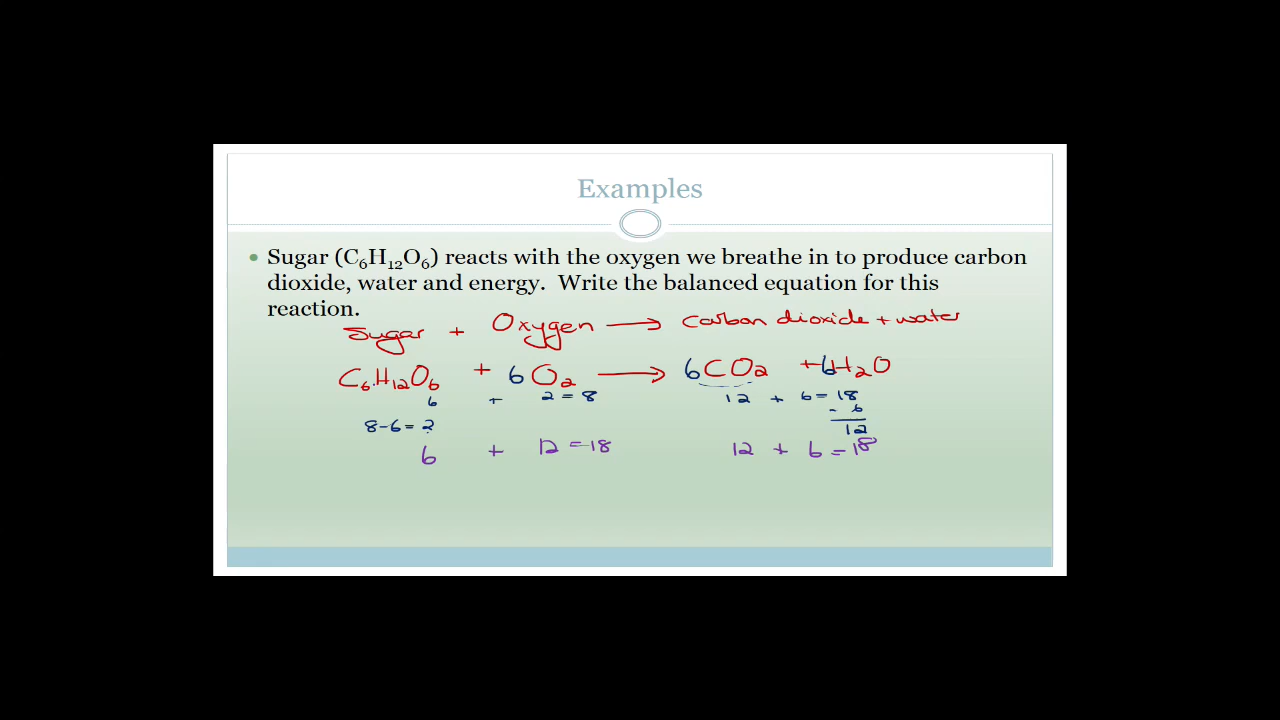 Examples
• Sugar (C₆H₁₂O₆) reacts with the oxygen we breathe in to produce carbon
dioxide, water and energy. Write the balanced equation for this
reaction.
Sugar + Oxygen → carbon dioxide + water
C₆H₁₂O₆ + 6O₂ → 6CO₂ + 6H₂O
6 + 2 = 8 12 + 6 = 18
- 6
8-6=2 12
6 + 12 = 18 12 + 6 = 18